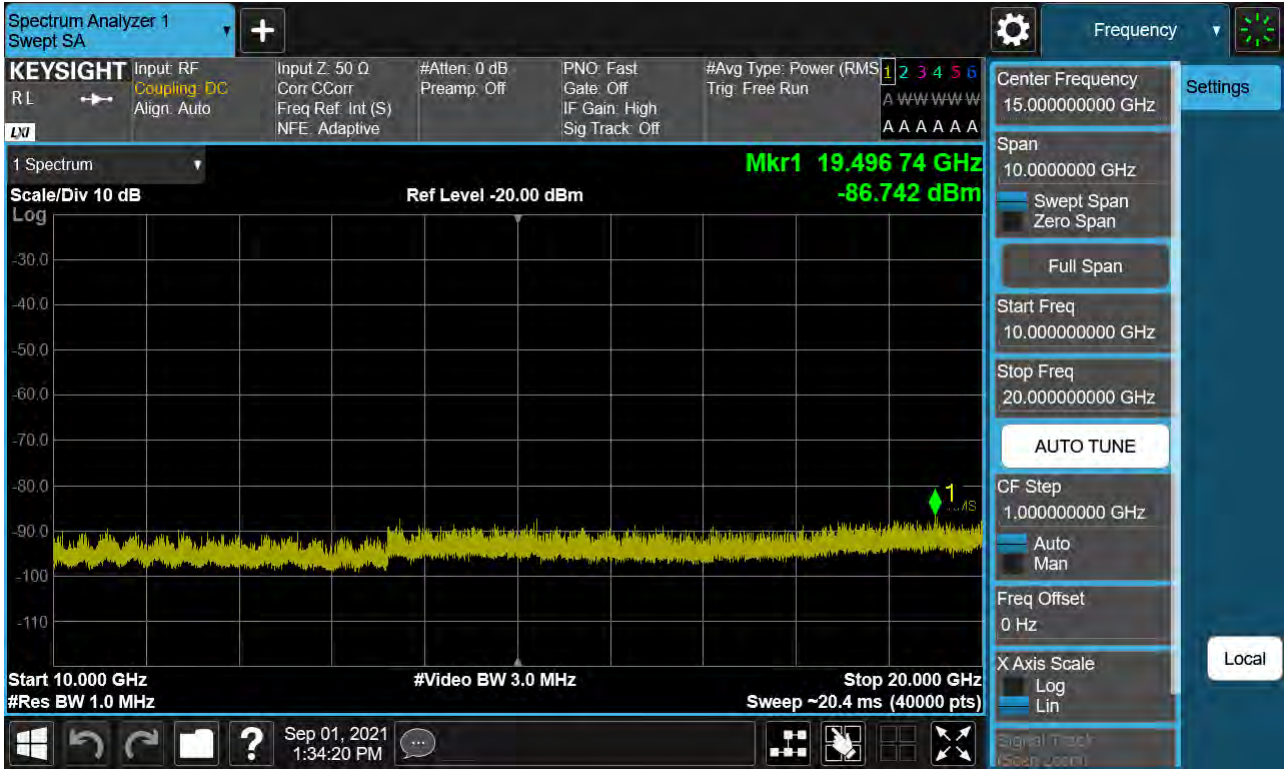 Spectrum Analyzer 1
Swept SA
+
Frequency
KEYSIGHT
R L
LXI
Input: RF
Coupling: DC
Align: Auto
Input Z: 50 Ω
Corr CCorr
Freq Ref: Int (S)
NFE: Adaptive
#Atten: 0 dB
Preamp: Off
PNO: Fast
Gate: Off
IF Gain: High
Sig Track: Off
#Avg Type: Power (RMS
Trig: Free Run
1 2 3 4 5 6
A W W W W W
A A A A A A
1 Spectrum
Scale/Div 10 dB
Log
Ref Level -20.00 dBm
Mkr1 19.496 74 GHz
-86.742 dBm
-30.0
-40.0
-50.0
-60.0
-70.0
-80.0
-90.0
-100
-110
1
Start 10.000 GHz
#Res BW 1.0 MHz
#Video BW 3.0 MHz
Stop 20.000 GHz
Sweep ~20.4 ms (40000 pts)
Center Frequency
15.000000000 GHz
Span
10.0000000 GHz
Swept Span
Zero Span
Full Span
Start Freq
10.000000000 GHz
Stop Freq
20.000000000 GHz
AUTO TUNE
CF Step
1.000000000 GHz
Auto
Man
Freq Offset
0 Hz
X Axis Scale
Log
Lin
Signal Track
(Span Zoom)
Settings
Local
?
Sep 01, 2021
1:34:20 PM